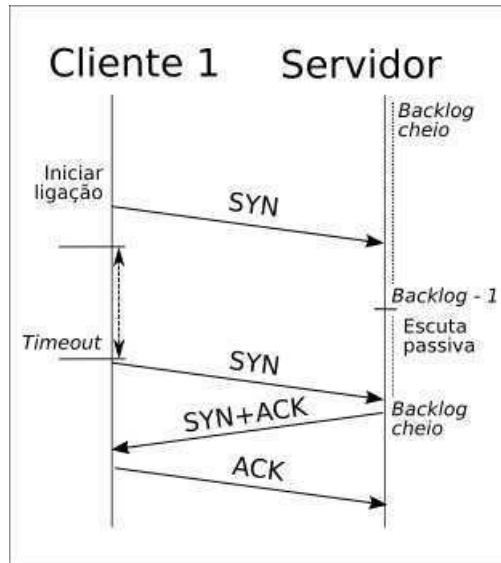 Cliente 1
Servidor
Backlog
cheio
Iniciar
ligação
SYN
Backlog - 1
Escuta
passiva
Timeout
SYN
SYN+ACK
Backlog
cheio
ACK